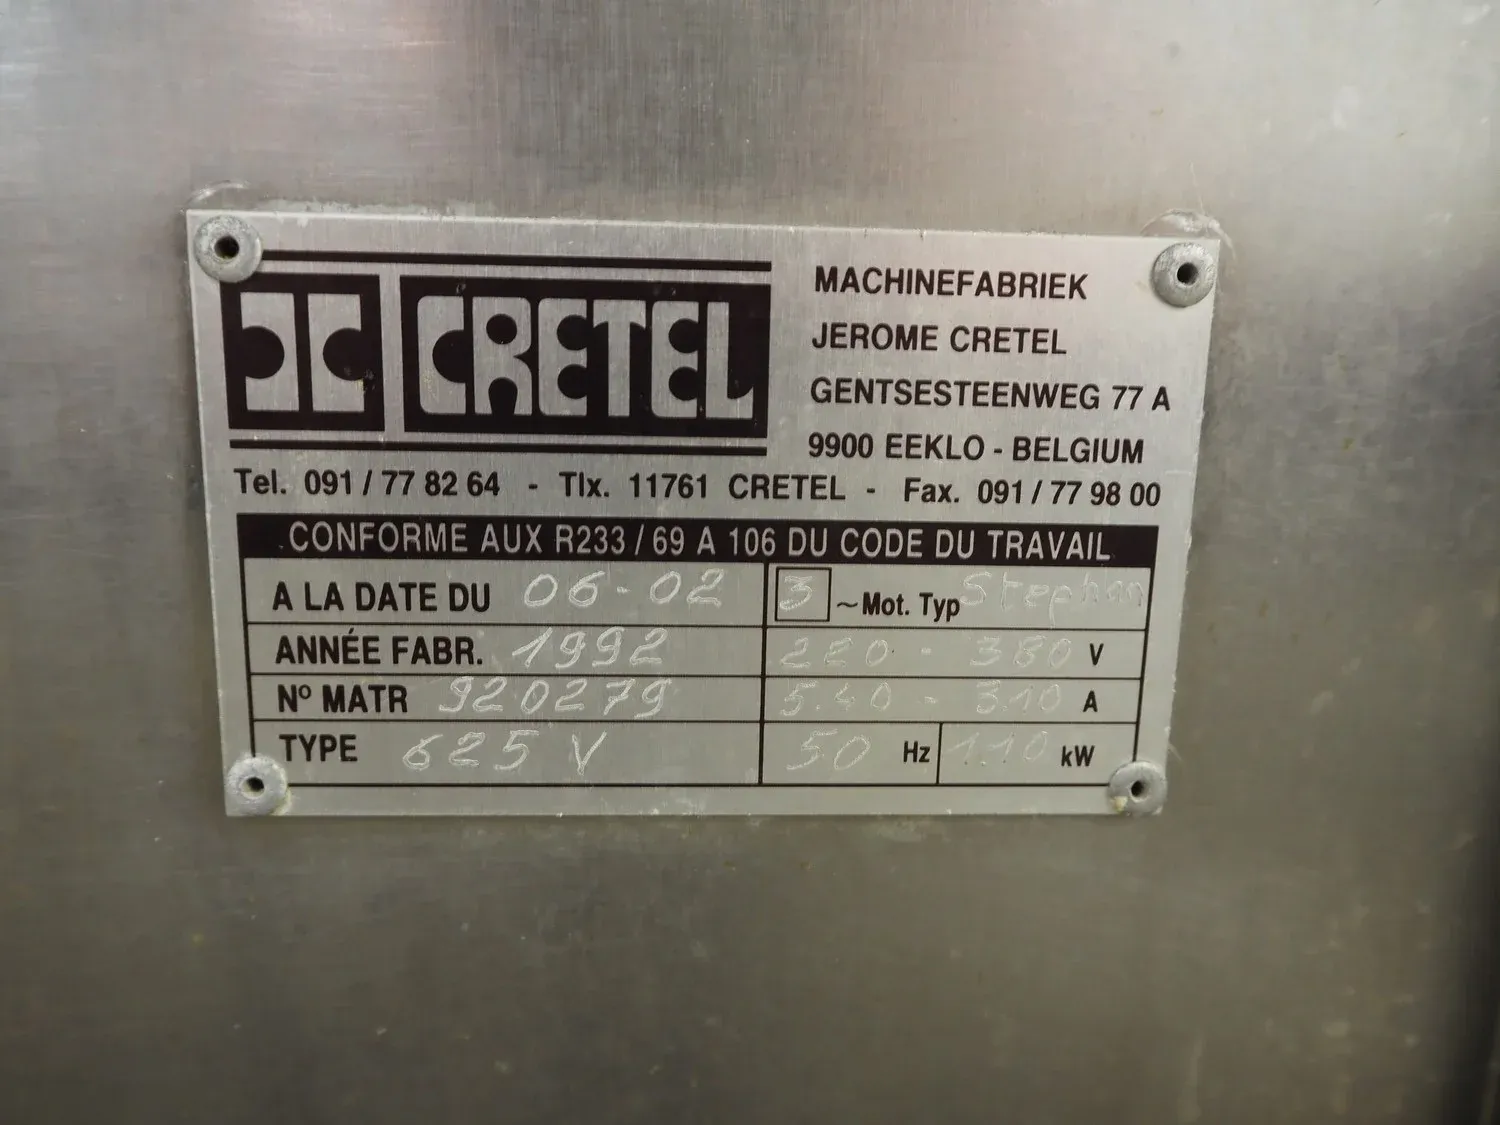 JC CRETEL
MACHINEFABRIEK
JEROME CRETEL
GENTSESTEENWEG 77 A
9900 EEKLO - BELGIUM
Tel. 091 / 77 82 64 - Tlx. 11761 CRETEL - Fax. 091 / 77 98 00
CONFORME AUX R233 / 69 A 106 DU CODE DU TRAVAIL
A LA DATE DU 06-02
3 ~Mot. Typ Stephan
ANNÉE FABR. 1992
220 - 380 V
Nº MATR 920279
5.40 - 3.10 A
TYPE 625 V
50 Hz 1.10 kW